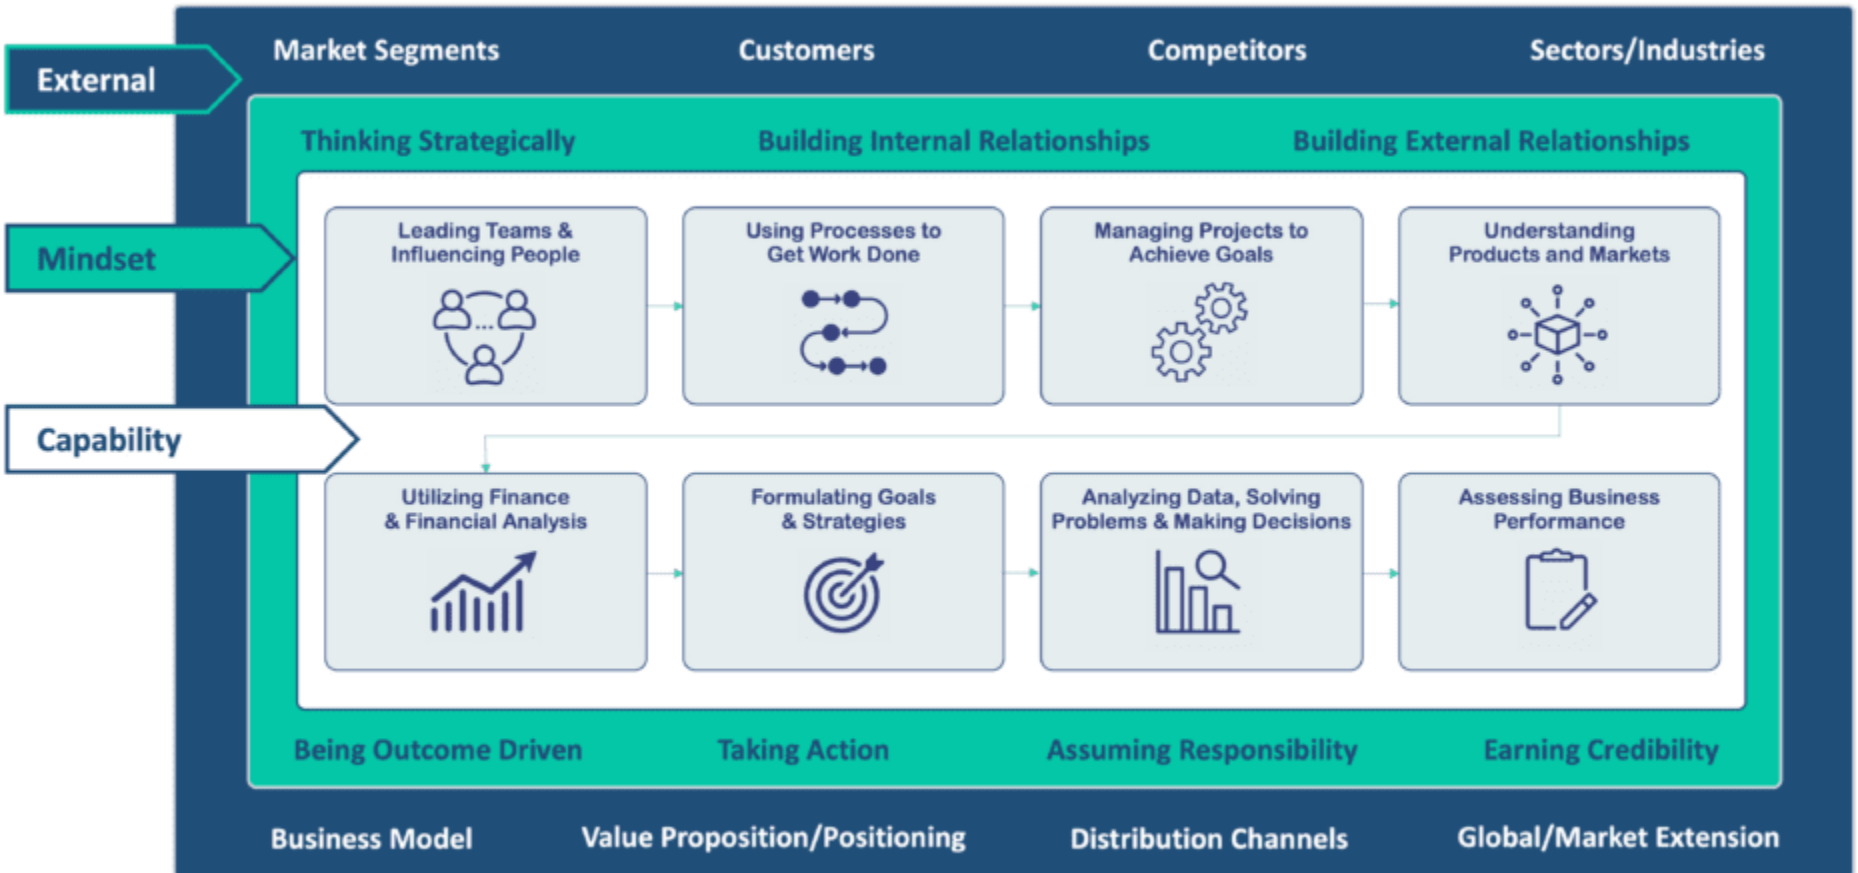 Market Segments
Customers
Competitors
Sectors/Industries
External
Thinking Strategically
Building Internal Relationships
Building External Relationships
Leading Teams &
Influencing People
Using Processes to
Get Work Done
Managing Projects to
Achieve Goals
Understanding
Products and Markets
Mindset
Capability
Utilizing Finance
& Financial Analysis
Formulating Goals
& Strategies
Analyzing Data, Solving
Problems & Making Decisions
Assessing Business
Performance
Being Outcome Driven
Taking Action
Assuming Responsibility
Earning Credibility
Business Model
Value Proposition/Positioning
Distribution Channels
Global/Market Extension